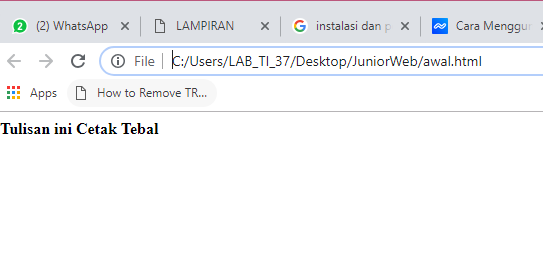 (2) WhatsApp
LAMPIRAN
instalasi dan p
Cara Menggun
File
C:/Users/LAB_TI_37/Desktop/JuniorWeb/awal.html
Apps
How to Remove TR...
Tulisan ini Cetak Tebal